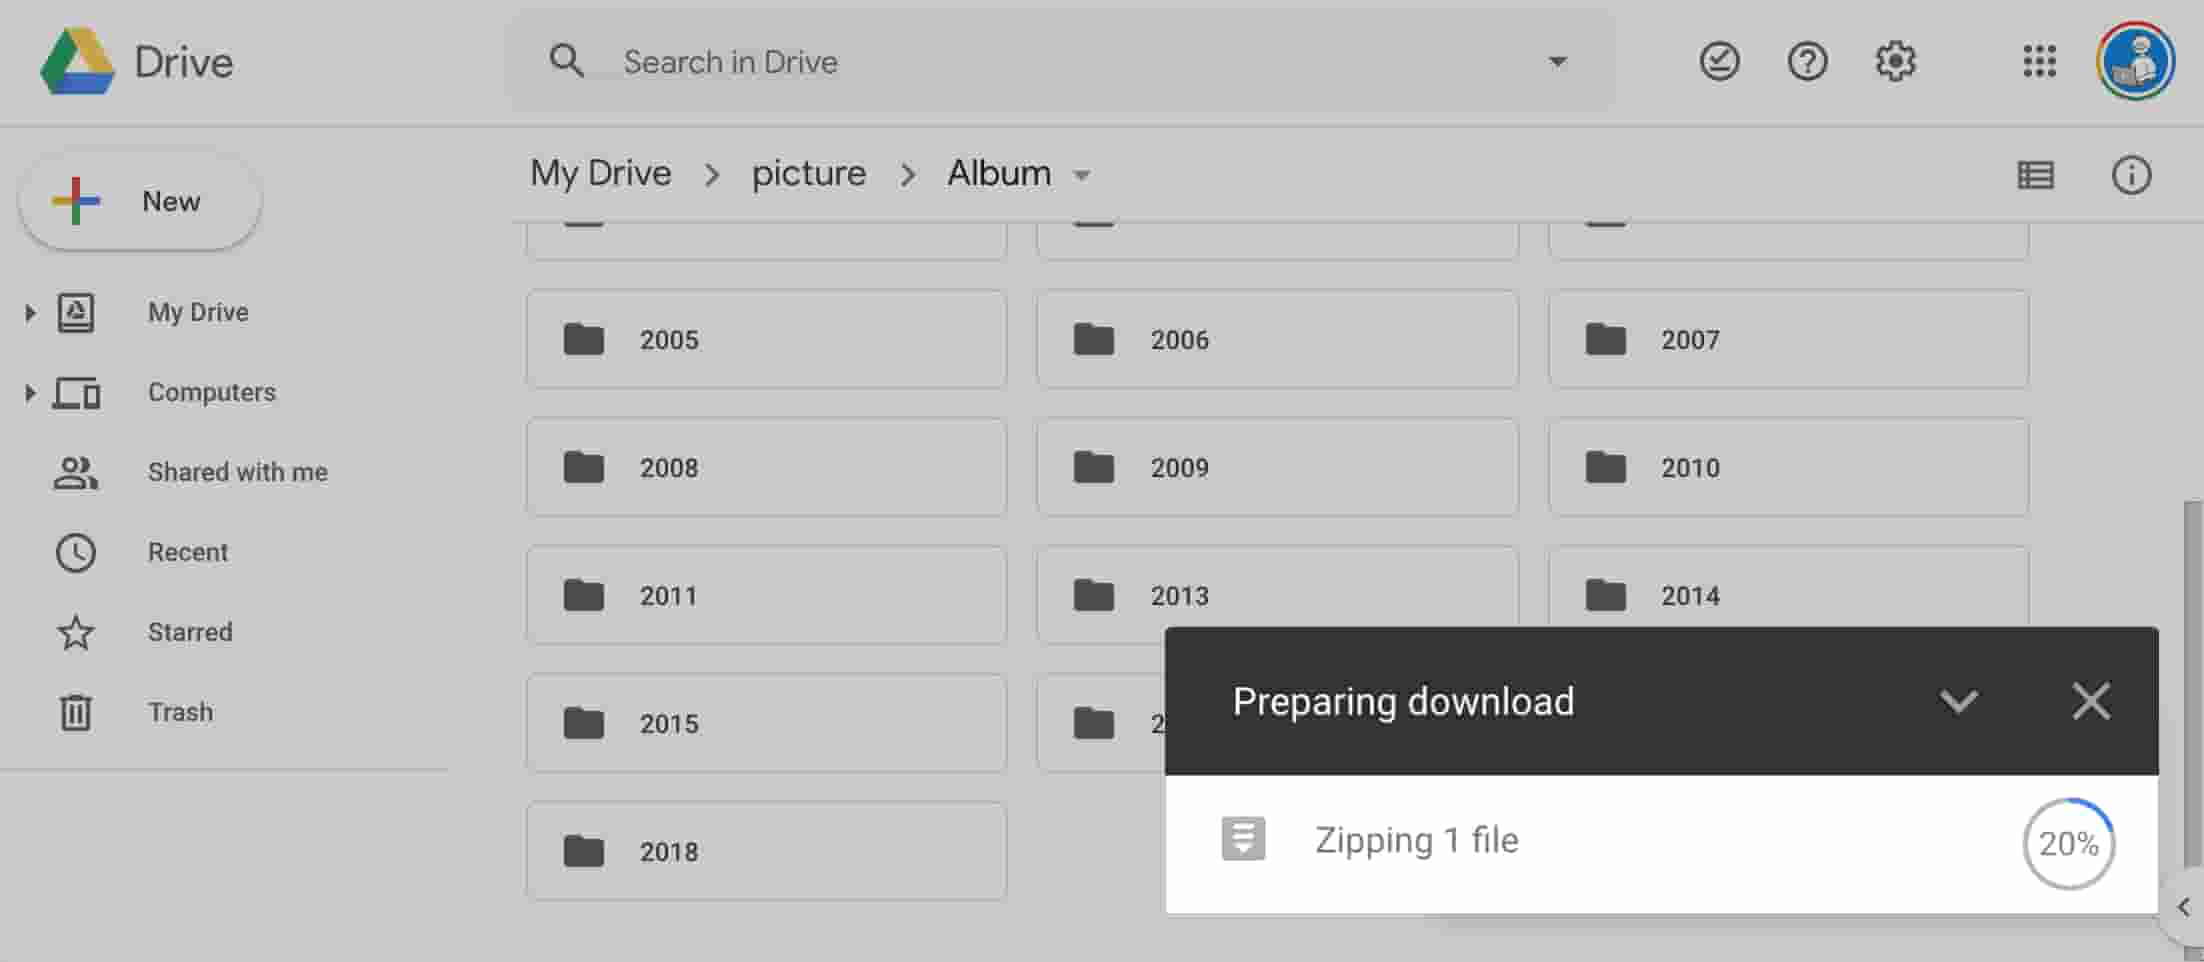 Drive
Search in Drive
New
My Drive > picture > Album
My Drive
Computers
Shared with me
Recent
Starred
Trash
2005 2006 2007
2008 2009 2010
2011 2013 2014
2015 2
2018
Preparing download
Zipping 1 file 20%